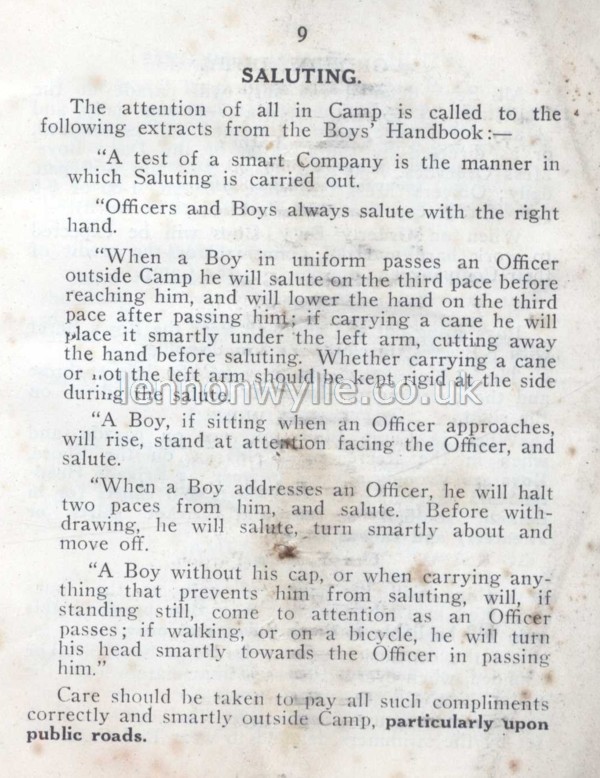 9
SALUTING.
The attention of all in Camp is called to the
following extracts from the Boys' Handbook:—
"A test of a smart Company is the manner in
which Saluting is carried out.
"Officers and Boys always salute with the right
hand.
"When a Boy in uniform passes an Officer
outside Camp he will salute on the third pace before
reaching him, and will lower the hand on the third
pace after passing him; if carrying a cane he will
place it smartly under the left arm, cutting away
the hand before saluting. Whether carrying a cane
or not the left arm should be kept rigid at the side
during the salute.
lennonwylie.co.uk
"A Boy, if sitting when an Officer approaches,
will rise, stand at attention facing the Officer, and
salute.
"When a Boy addresses an Officer, he will halt
two paces from him, and salute. Before with-
drawing, he will salute, turn smartly about and
move off.
"A Boy without his cap, or when carrying any-
thing that prevents him from saluting, will, if
standing still, come to attention as an Officer
passes; if walking, or on a bicycle, he will turn
his head smartly towards the Officer in passing
him."
Care should be taken to pay all such compliments
correctly and smartly outside Camp, particularly upon
public roads.